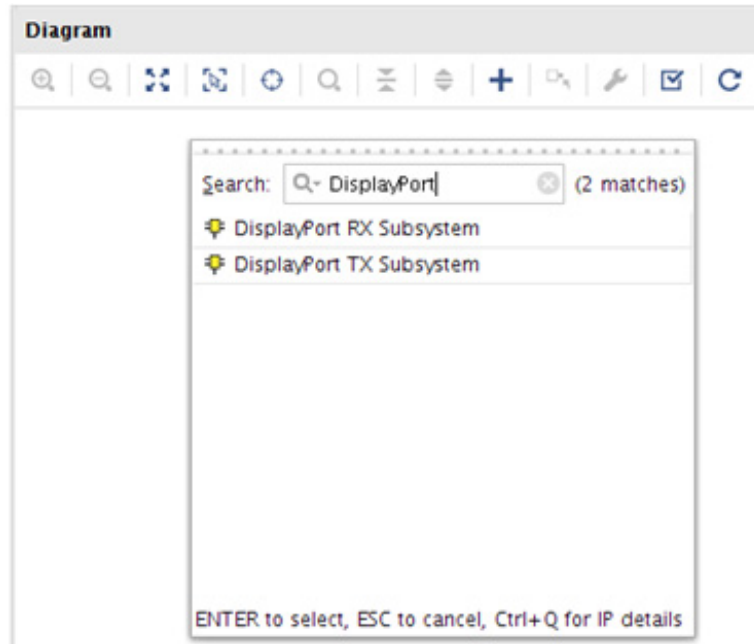 Diagram
Search: DisplayPort (2 matches)
DisplayPort RX Subsystem
DisplayPort TX Subsystem
ENTER to select, ESC to cancel, Ctrl+Q for IP details